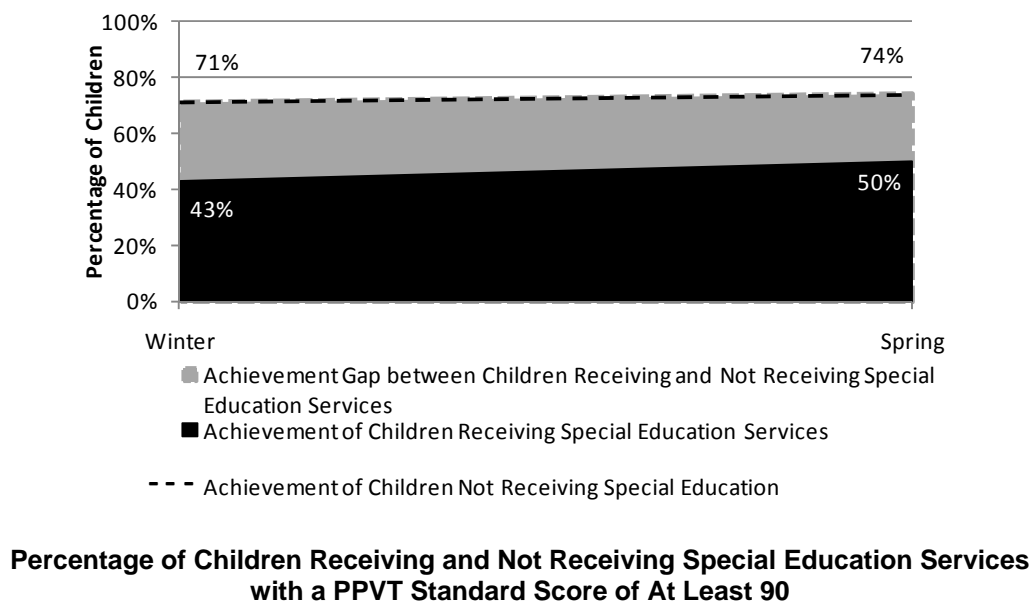 Percentage of Children
100%
80%
60%
40%
20%
0%
71%
74%
43%
50%
Winter
Spring
Achievement Gap between Children Receiving and Not Receiving Special
Education Services
Achievement of Children Receiving Special Education Services
Achievement of Children Not Receiving Special Education
Percentage of Children Receiving and Not Receiving Special Education Services
with a PPVT Standard Score of At Least 90